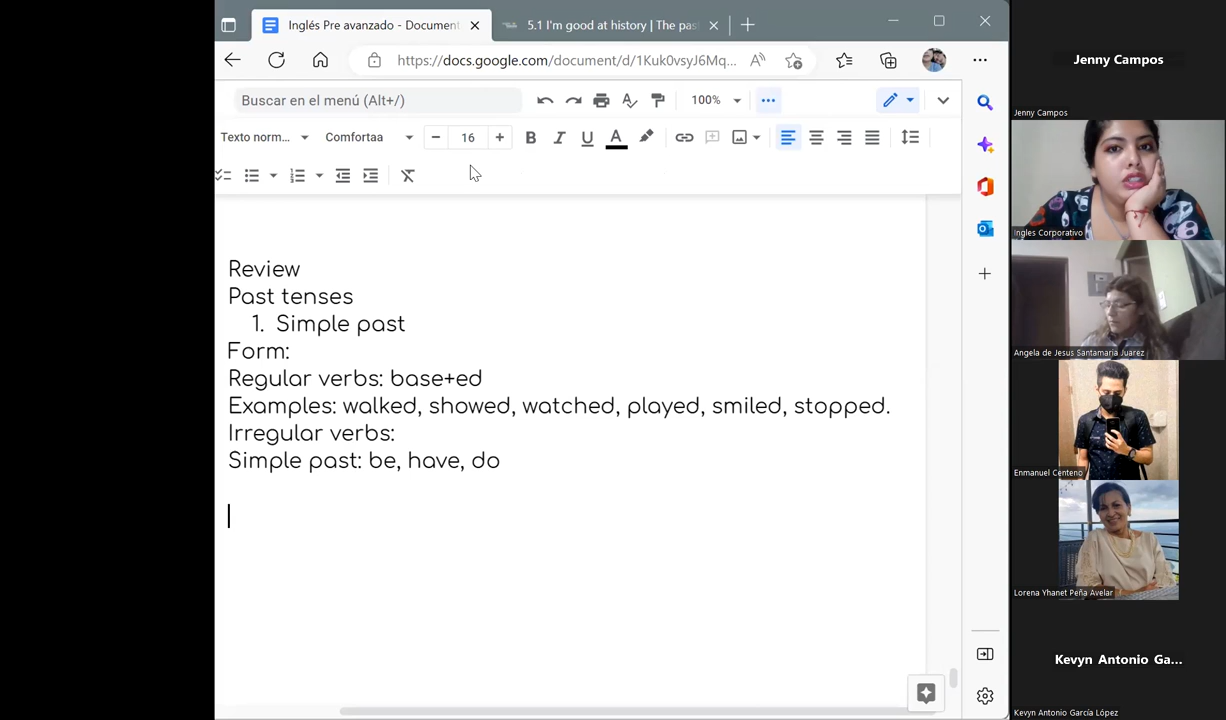 Inglés Pre avanzado - Document
5.1 I'm good at history | The pas
https://docs.google.com/document/d/1Kuk0vsyJ6Mq...
Buscar en el menú (Alt+/)
100%
Texto norm...
Comfortaa
16
Review
Past tenses
1. Simple past
Form:
Regular verbs: base+ed
Examples: walked, showed, watched, played, smiled, stopped.
Irregular verbs:
Simple past: be, have, do
Jenny Campos
Jenny Campos
Ingles Corporativo
Angela de Jesus Santamaria Juarez
Enmanuel Centeno
Lorena Yhanet Peña Avelar
Kevyn Antonio Ga...
Kevyn Antonio García López